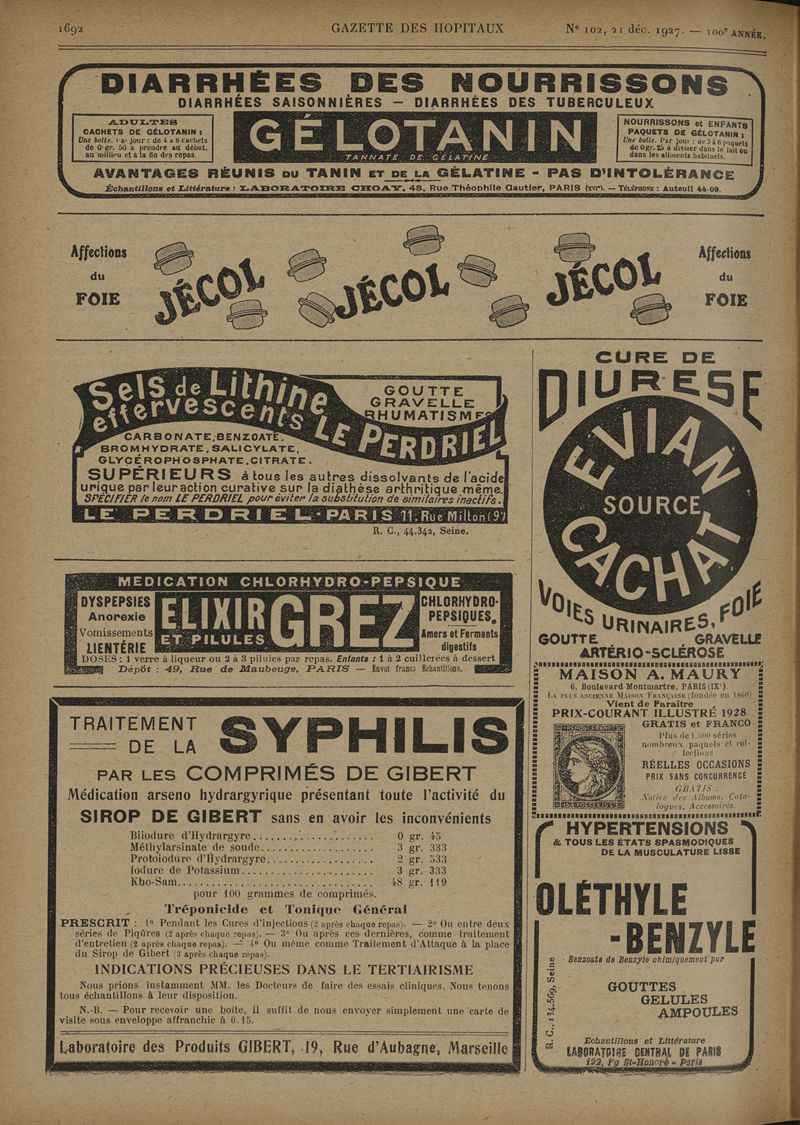 1692
GAZETTE DES HOPITAUX
N° 102, 21 déc. 1927. — 100e ANNÉE.
DIARRHÉES DES NOURRISSONS
DIARRHÉES SAISONNIÈRES — DIARRHÉES DES TUBERCULEUX
ADULTES
CACHETS DE GÉLOTANIN :
Une boîte. Par jour : de 4 à 8 cachets
de 0 gr. 50 à prendre au début,
au milieu et à la fin des repas.
GÉLOTANIN
TANNATE DE GÉLATINE
NOURRISSONS et ENFANTS
PAQUETS DE GÉLOTANIN :
Une boîte. Par jour : de 3 à 6 paquets
de 0 gr. 25 à diviser dans le lait ou
dans les aliments habituels.
AVANTAGES RÉUNIS DU TANIN ET DE LA GÉLATINE - PAS D'INTOLÉRANCE
Échantillons et Littérature : LABORATOIRE CHOAY, 48, Rue Théophile Gautier, PARIS (XVI°). — TÉLÉPHONE : Auteuil 44-09.
Affections
du
FOIE
JÉCOL
JÉCOL
JÉCOL
Affections
du
FOIE
Sels de Lithine
effervescents LE PERDRIEL
GOUTTE
GRAVELLE
RHUMATISMES
CARBONATE, BENZOATE.
BROMHYDRATE, SALICYLATE,
GLYCÉROPHOSPHATE, CITRATE.
SUPÉRIEURS à tous les autres dissolvants de l'acide
urique par leur action curative sur la diathèse arthritique même.
SPÉCIFIER le nom LE PERDRIEL pour éviter la substitution de similaires inactifs.
LE PERDRIEL - PARIS 11. Rue Milton (9e)
R. C., 44.342, Seine.
MEDICATION CHLORHYDRO-PEPSIQUE
DYSPEPSIES
Anorexie
Vomissements
LIENTÉRIE
ELIXIR GREZ
ET PILULES
CHLORHYDRO-
PEPSIQUES.
Amers et Ferments
digestifs
DOSES : 1 verre à liqueur ou 2 à 3 pilules par repas. Enfants : 1 à 2 cuillerées à dessert
Dépôt : 49, Rue de Maubeuge, PARIS — Envoi franco Échantillons.
TRAITEMENT
DE LA
SYPHILIS
PAR LES COMPRIMÉS DE GIBERT
Médication arseno hydrargyrique présentant toute l'activité du
SIROP DE GIBERT sans en avoir les inconvénients
Biiodure d'Hydrargyre.................... 0 gr. 45
Méthylarsinate de soude................... 3 gr. 333
Protoiodure d'Hydrargyre.................. 2 gr. 533
Iodure de Potassium....................... 3 gr. 333
Kho-Sam................................... 48 gr. 119
pour 100 grammes de comprimés.
Tréponicide et Tonique Général
PRESCRIT : 1° Pendant les Cures d'injections (2 après chaque repas). — 2° Ou entre deux
séries de Piqûres (2 après chaque repas). — 3° Ou après ces dernières, comme traitement
d'entretien (2 après chaque repas). — 4° Ou même comme Traitement d'Attaque à la place
du Sirop de Gibert (3 après chaque repas).
INDICATIONS PRÉCIEUSES DANS LE TERTIAIRISME
Nous prions instamment MM. les Docteurs de faire des essais cliniques. Nous tenons
tous échantillons à leur disposition.
N.-B. — Pour recevoir une boîte, il suffit de nous envoyer simplement une carte de
visite sous enveloppe affranchie à 0.15.
Laboratoire des Produits GIBERT, 19, Rue d'Aubagne, Marseille
CURE DE
DIURESE
EVIAN
SOURCE
CACHAT
VOIES URINAIRES, FOIE
GOUTTE GRAVELLE
ARTÉRIO-SCLÉROSE
MAISON A. MAURY
6, Boulevard Montmartre, PARIS (IX°).
LA PLUS ANCIENNE MAISON FRANÇAISE (fondée en 1860)
Vient de Paraître
PRIX-COURANT ILLUSTRÉ 1928
GRATIS et FRANCO
Plus de 1.500 séries
nombreux paquets et col-
lections
RÉELLES OCCASIONS
PRIX SANS CONCURRENCE
GRATIS :
Notice des Albums, Cata-
logues, Accessoires.
HYPERTENSIONS
& TOUS LES ÉTATS SPASMODIQUES
DE LA MUSCULATURE LISSE
OLÉTHYLE
-BENZYLE
Benzoate de Benzyle chimiquement pur
GOUTTES
GELULES
AMPOULES
R. C., 134.569, Seine
Echantillons et Littérature
LABORATOIRE CENTRAL DE PARIS
122, Fg St-Honoré - Paris